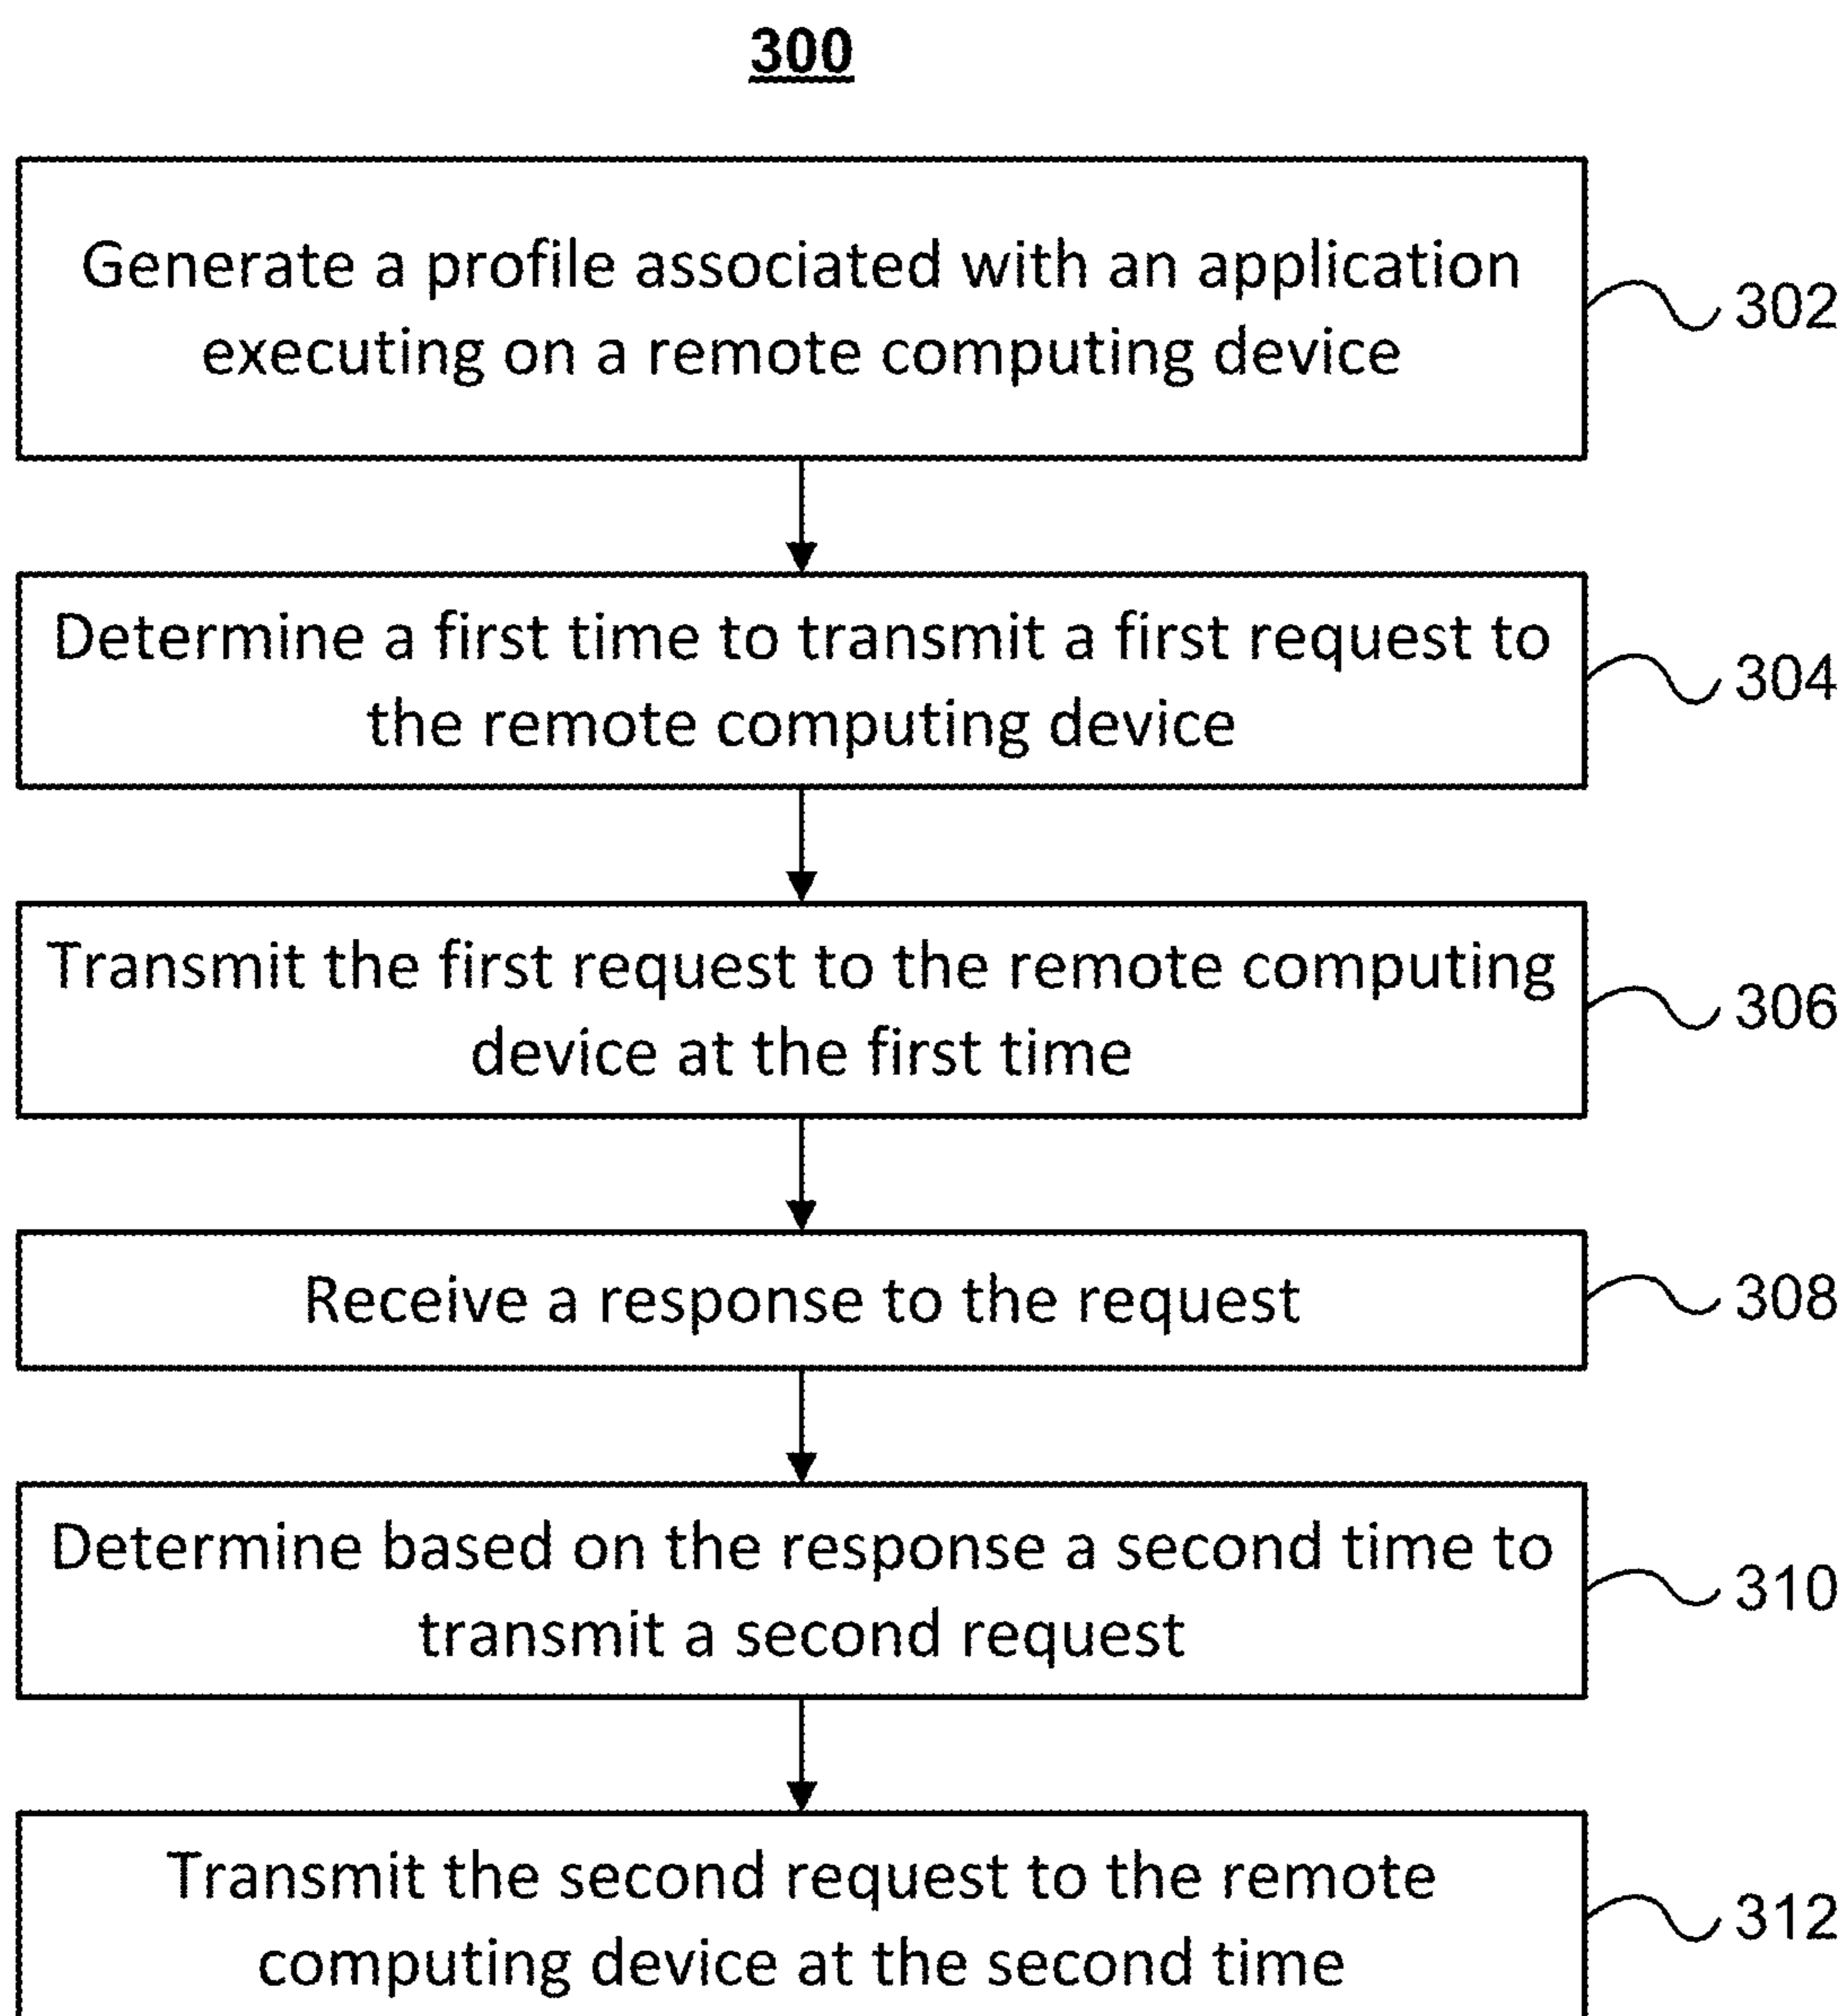 300
Generate a profile associated with an application
executing on a remote computing device
302
Determine a first time to transmit a first request to
the remote computing device
304
Transmit the first request to the remote computing
device at the first time
306
Receive a response to the request
308
Determine based on the response a second time to
transmit a second request
310
Transmit the second request to the remote
computing device at the second time
312